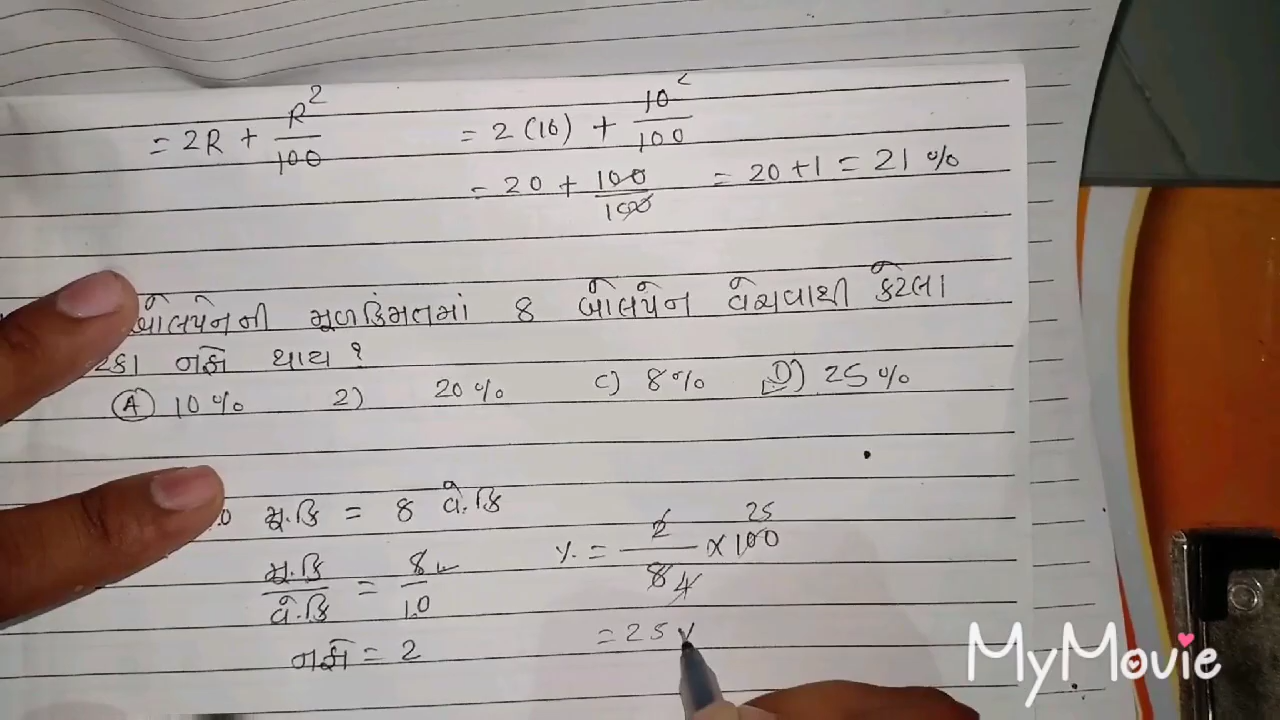 = 2R + R²/100
= 2(10) + 10²/100
= 20 + 100/100 = 20 + 1 = 21 %
બોલપેનની મૂળકિંમતમાં 8 બોલપેન વેચવાથી કેટલા
ટકા નફો થાય ?
(A) 10 % 2) 20 % C) 8 % D) 25 %
મૂ.કિ = 8 વે.કિ
મૂ.કિ/વે.કિ = 8/10
% = 2/8 4 × 100 25
નફો = 2
= 25 %
MyMovie